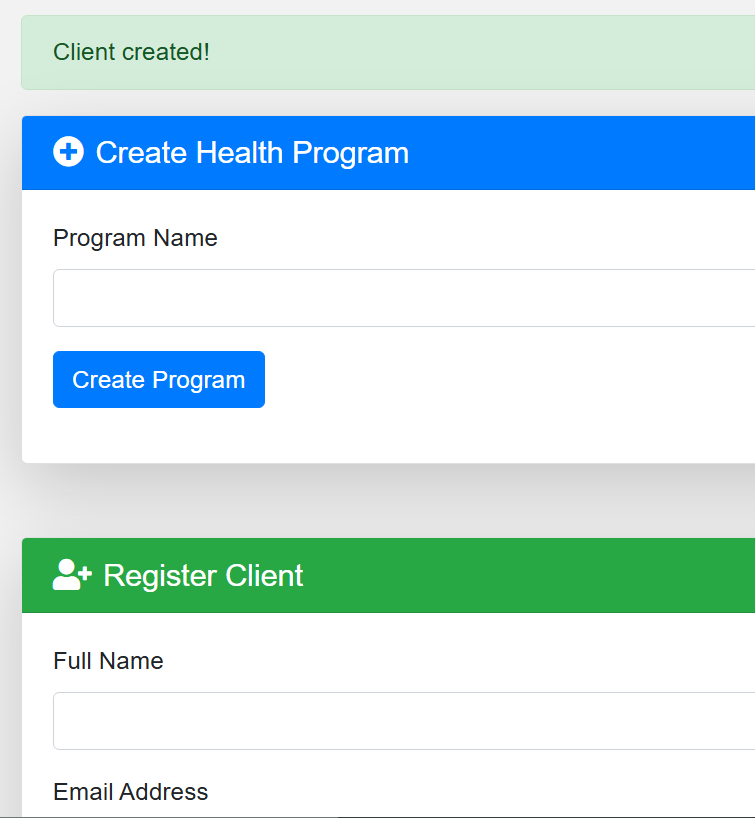 Client created!
Create Health Program
Program Name
Create Program
Register Client
Full Name
Email Address